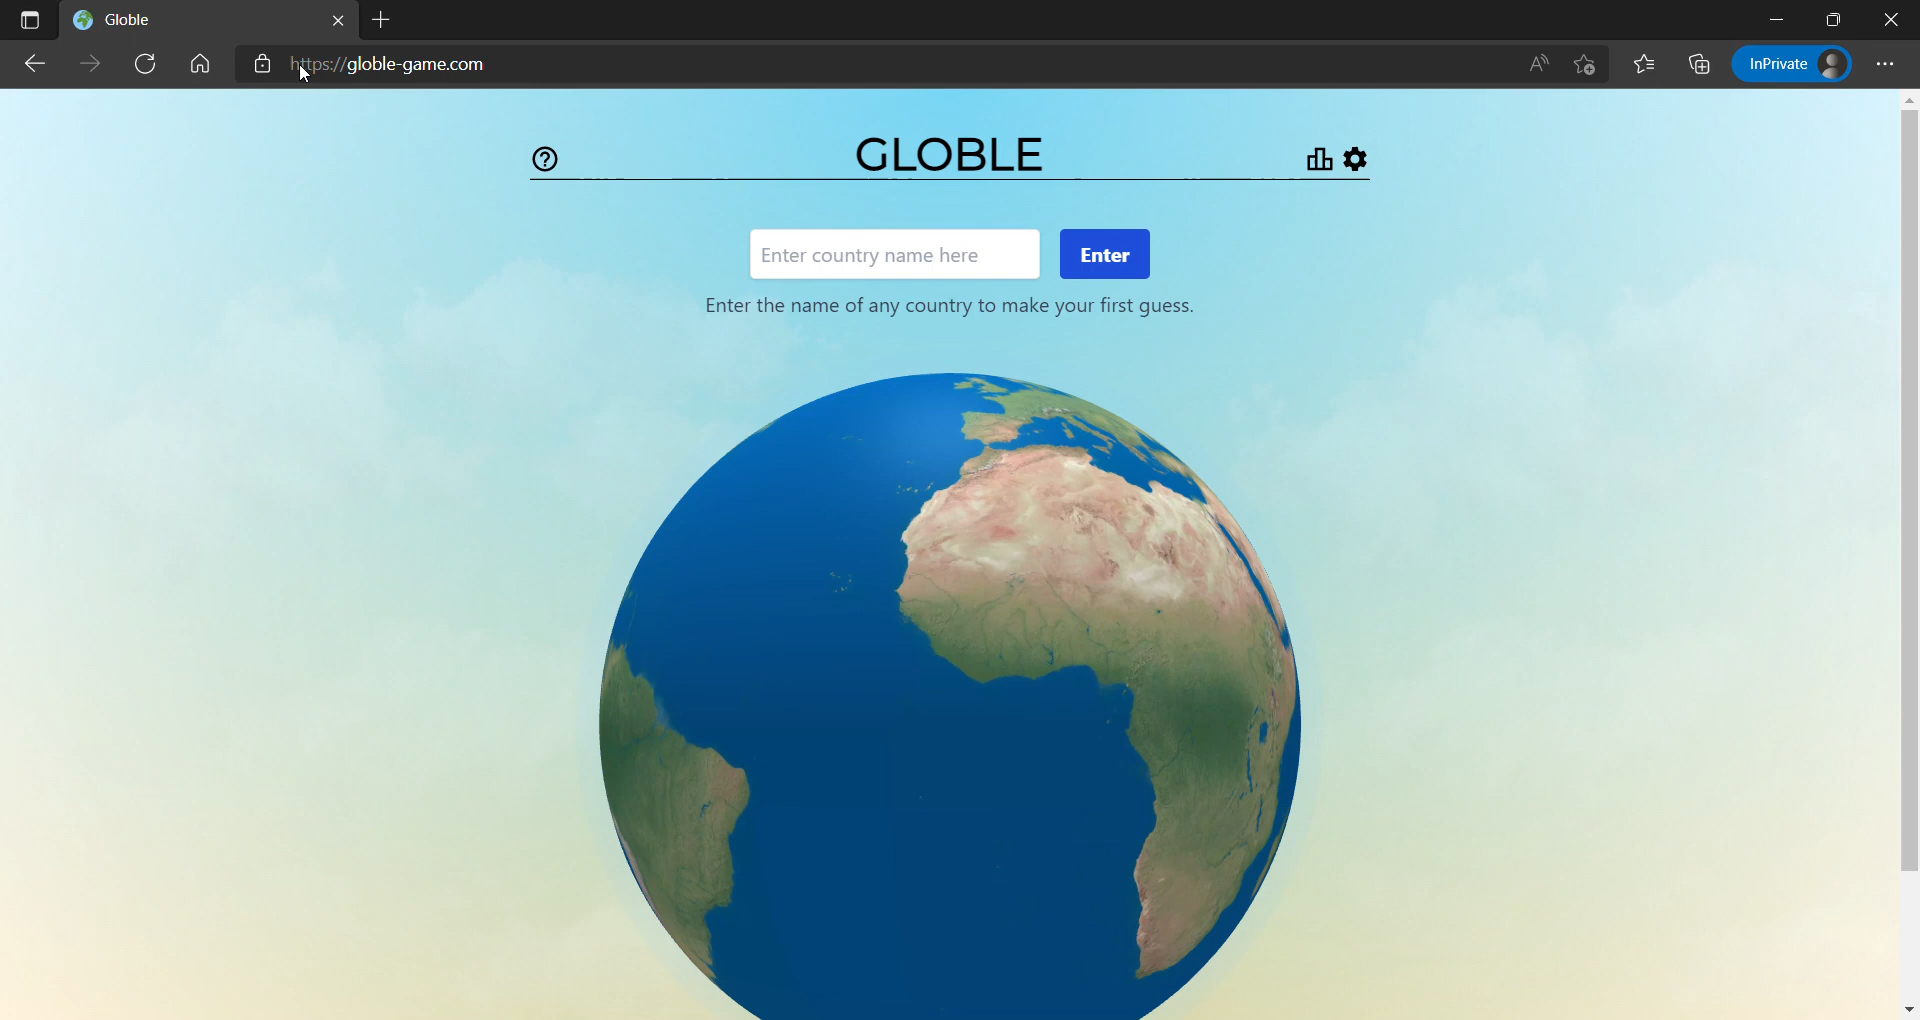 Globle
https://globle-game.com
InPrivate
GLOBLE
Enter country name here
Enter
Enter the name of any country to make your first guess.